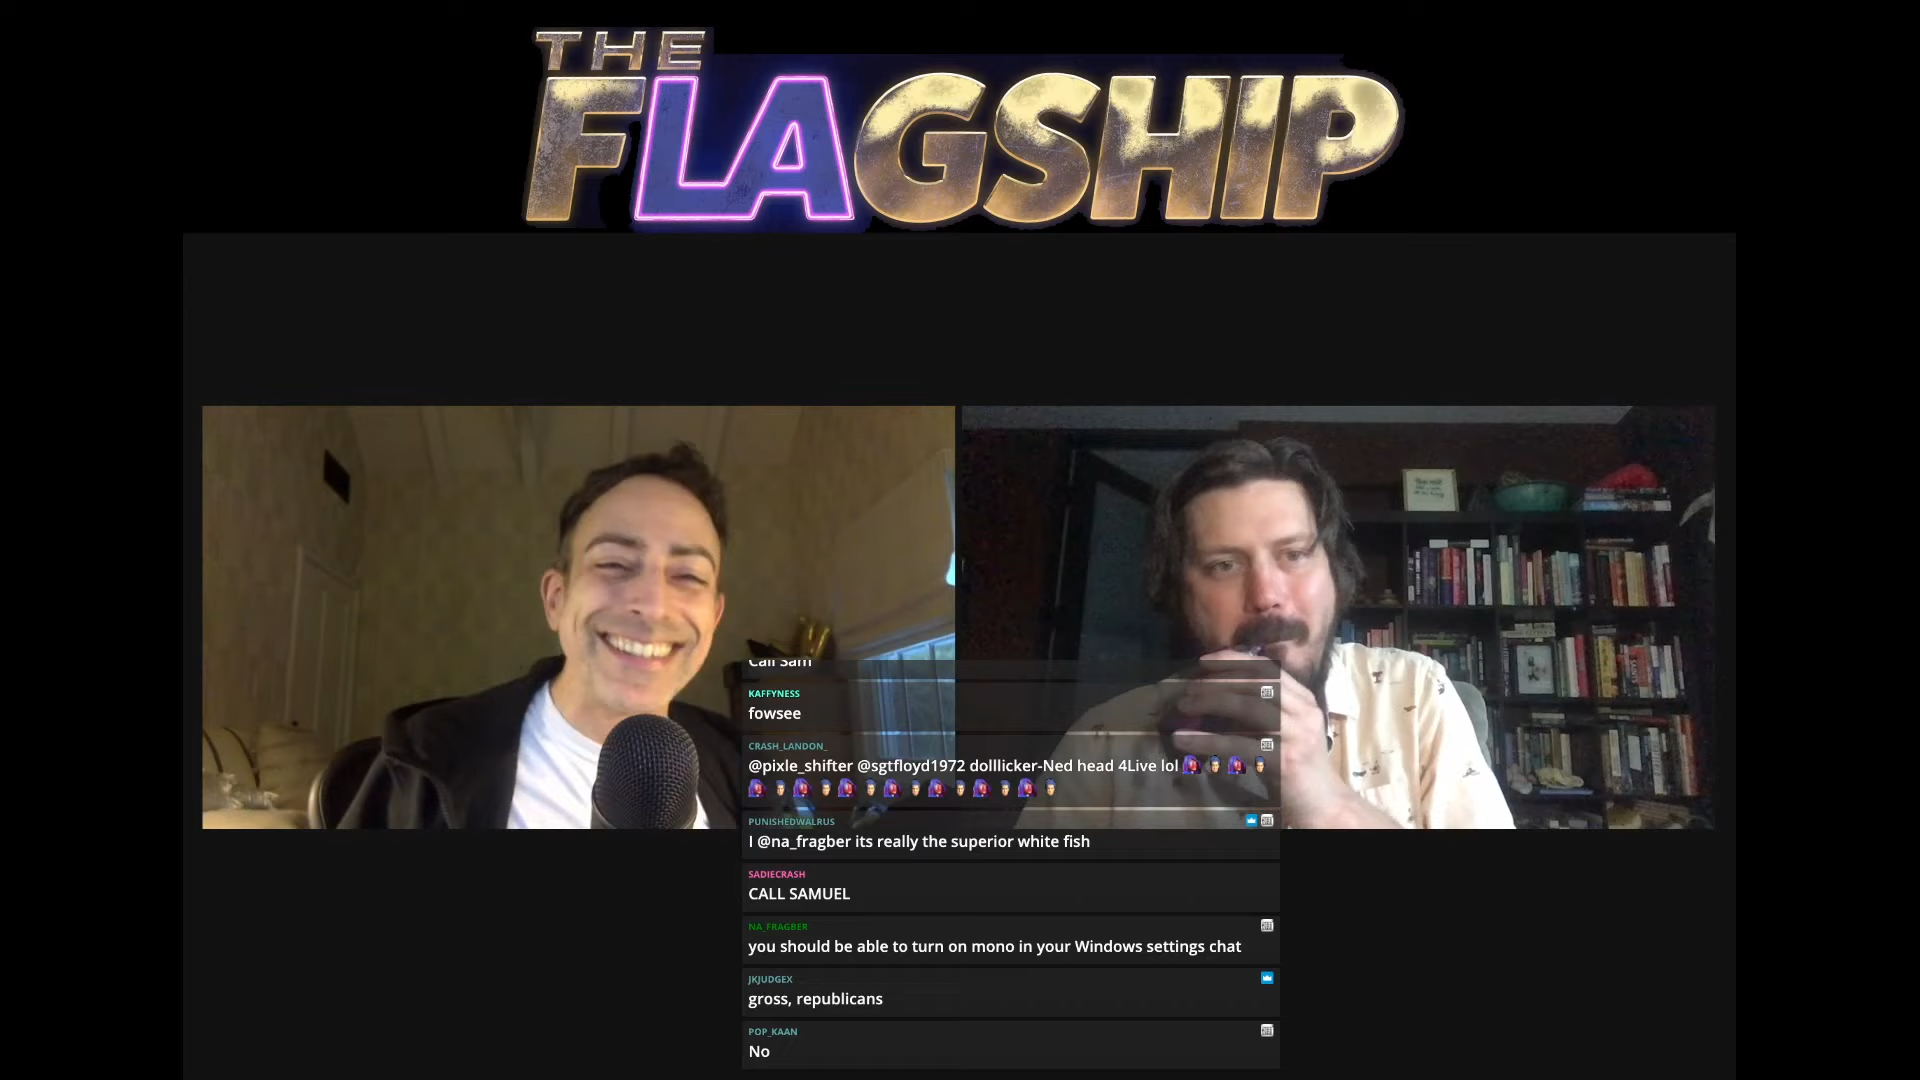 THE
FLAGSHIP
Call Sam
KAFFYNESS
fowsee
CRASH_LANDON_
@pixle_shifter @sgtfloyd1972 dolllicker-Ned head 4Live lol
PUNISHEDWALRUS
I @na_fragber its really the superior white fish
SADIECRASH
CALL SAMUEL
NA_FRAGBER
you should be able to turn on mono in your Windows settings chat
JKJUDGEX
gross, republicans
POP_KAAN
No